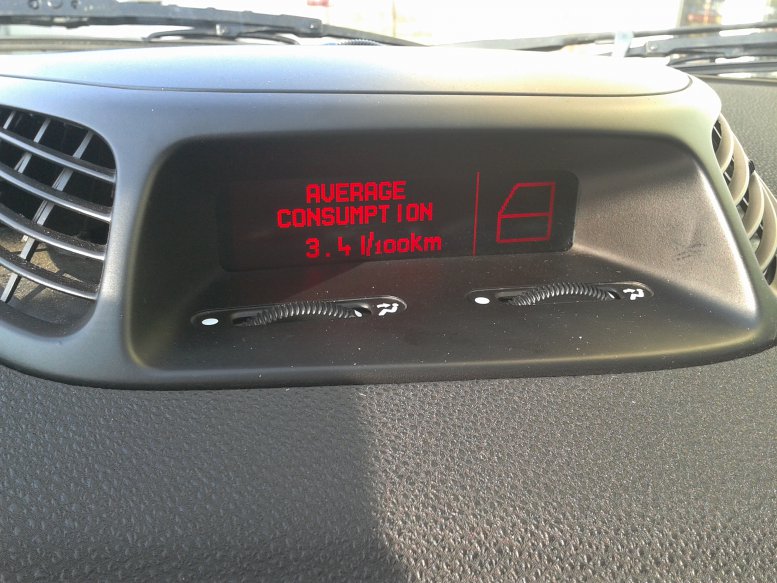 AVERAGE
CONSUMPTION
3.4 l/100km